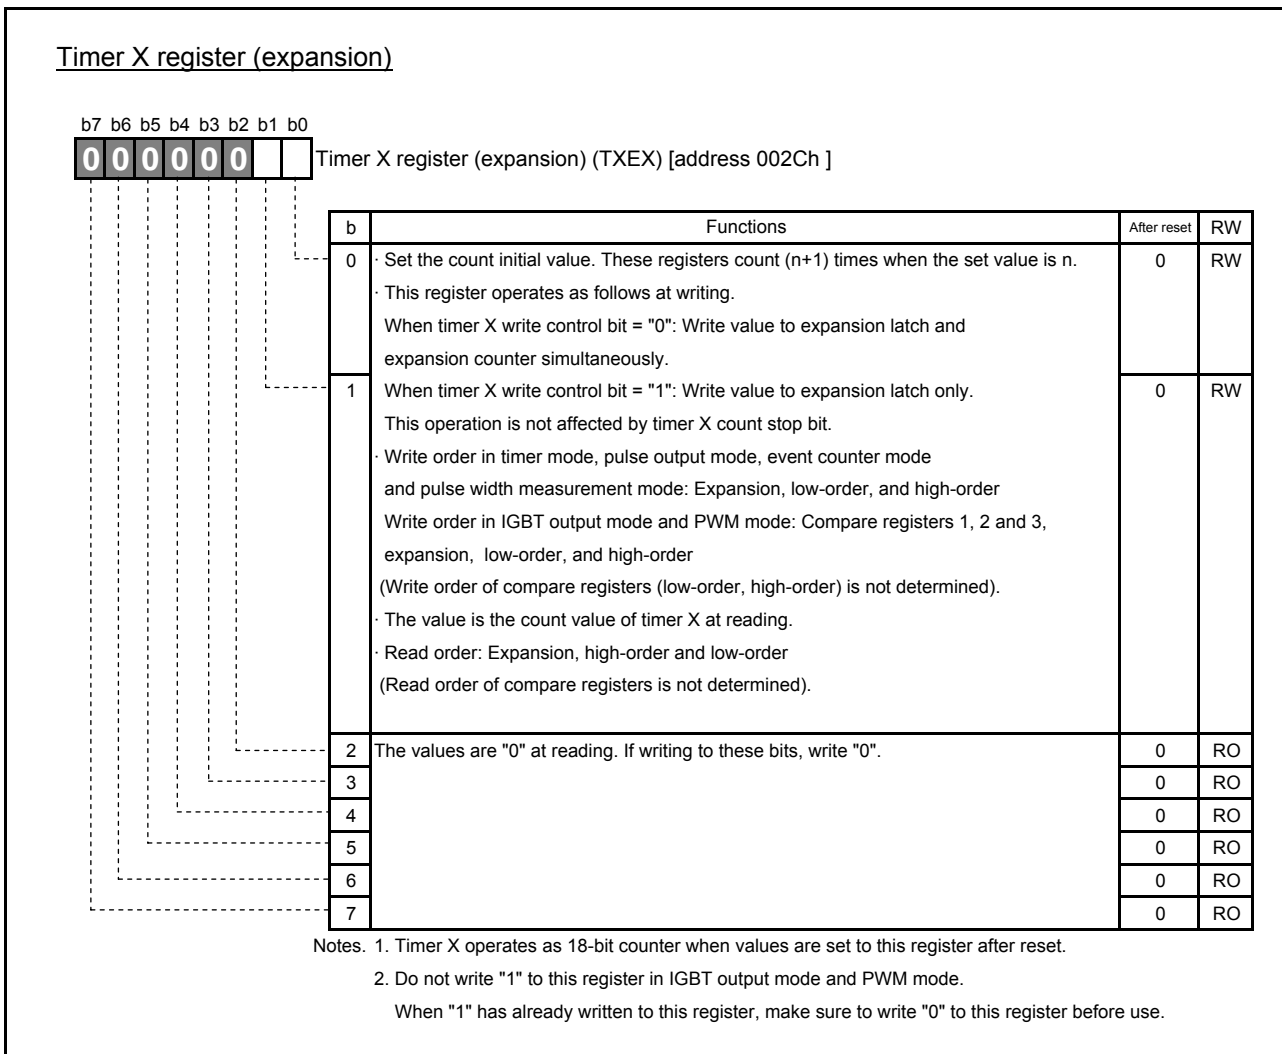 Timer X register (expansion)
b7 b6 b5 b4 b3 b2 b1 b0
0 0 0 0 0 0 Timer X register (expansion) (TXEX) [address 002Ch ]
b Functions After reset RW
0 · Set the count initial value. These registers count (n+1) times when the set value is n. 0 RW
· This register operates as follows at writing.
When timer X write control bit = "0": Write value to expansion latch and
expansion counter simultaneously.
1 When timer X write control bit = "1": Write value to expansion latch only. 0 RW
This operation is not affected by timer X count stop bit.
· Write order in timer mode, pulse output mode, event counter mode
and pulse width measurement mode: Expansion, low-order, and high-order
Write order in IGBT output mode and PWM mode: Compare registers 1, 2 and 3,
expansion, low-order, and high-order
(Write order of compare registers (low-order, high-order) is not determined).
· The value is the count value of timer X at reading.
· Read order: Expansion, high-order and low-order
(Read order of compare registers is not determined).
2 The values are "0" at reading. If writing to these bits, write "0". 0 RO
3 0 RO
4 0 RO
5 0 RO
6 0 RO
7 0 RO
Notes. 1. Timer X operates as 18-bit counter when values are set to this register after reset.
2. Do not write "1" to this register in IGBT output mode and PWM mode.
When "1" has already written to this register, make sure to write "0" to this register before use.